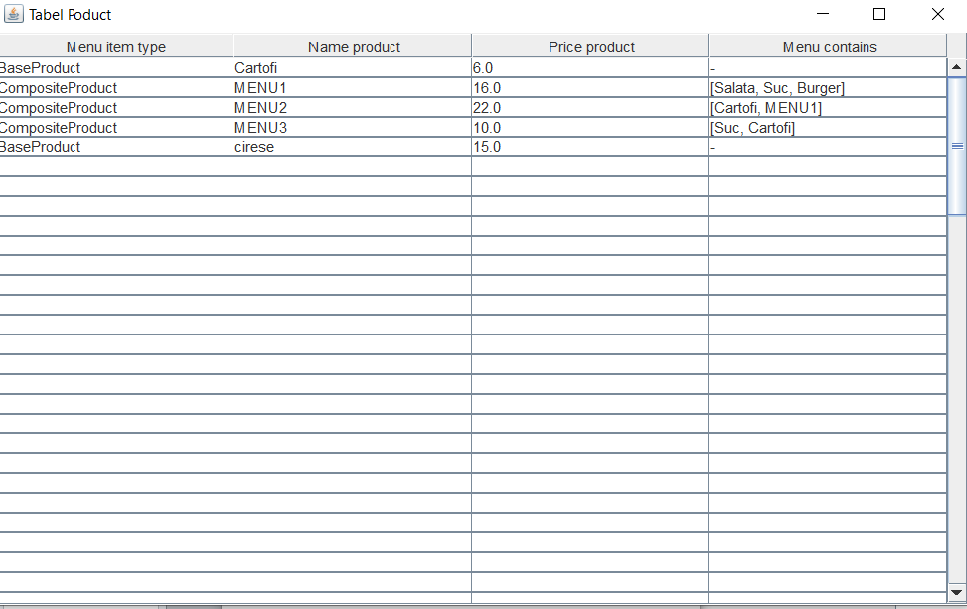 Tabel Foduct
Menu item type Name product Price product Menu contains
BaseProduct Cartofi 6.0 -
CompositeProduct MENU1 16.0 [Salata, Suc, Burger]
CompositeProduct MENU2 22.0 [Cartofi, MENU1]
CompositeProduct MENU3 10.0 [Suc, Cartofi]
BaseProduct cirese 15.0 -